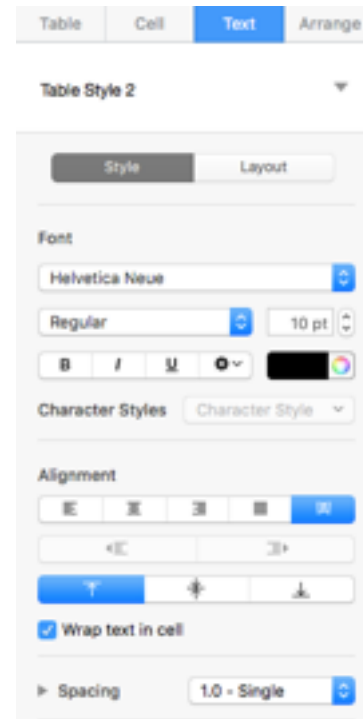 Table Cell Text Arrange
Table Style 2
Style Layout
Font
Helvetica Neue
Regular 10 pt
B I U
Character Styles Character Style
Alignment
Wrap text in cell
Spacing 1.0 - Single